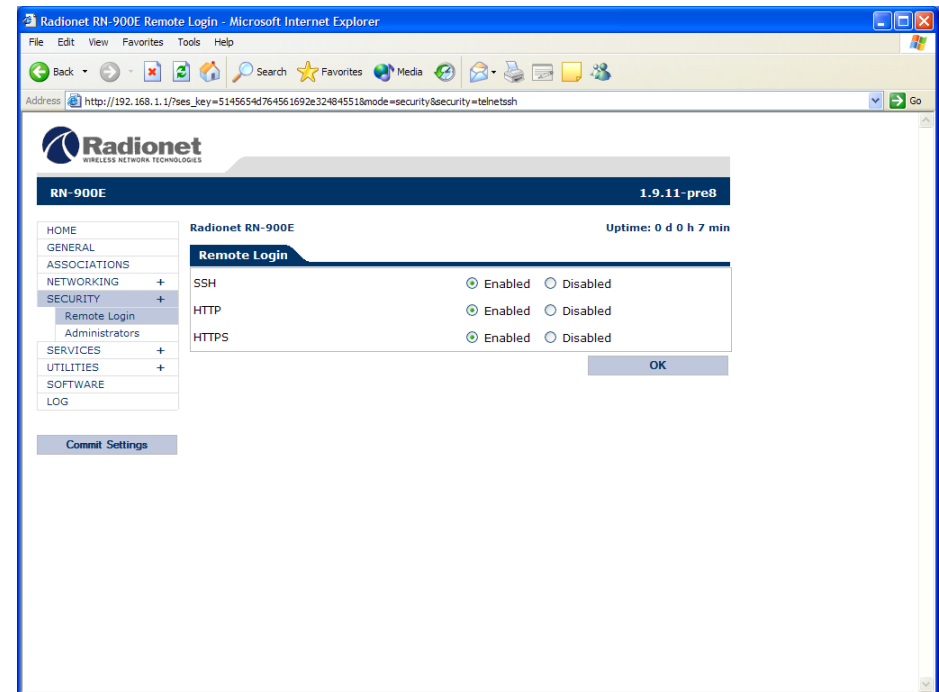 Radionet RN-900E Remote Login - Microsoft Internet Explorer
File Edit View Favorites Tools Help
Back Search Favorites Media
Address http://192.168.1.1/?ses_key=5145654d764561692e32484551&mode=security&security=telnetssh Go
Radionet
WIRELESS NETWORK TECHNOLOGIES
RN-900E 1.9.11-pre8
Radionet RN-900E Uptime: 0 d 0 h 7 min
HOME
GENERAL
ASSOCIATIONS
NETWORKING +
SECURITY +
Remote Login
Administrators
SERVICES +
UTILITIES +
SOFTWARE
LOG
Commit Settings
Remote Login
SSH Enabled Disabled
HTTP Enabled Disabled
HTTPS Enabled Disabled
OK